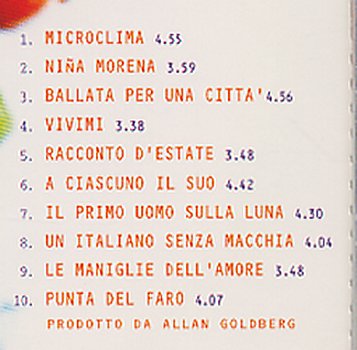 1. MICROCLIMA 4.55
2. NIÑA MORENA 3.59
3. BALLATA PER UNA CITTA' 4.56
4. VIVIMI 3.38
5. RACCONTO D'ESTATE 3.48
6. A CIASCUNO IL SUO 4.42
7. IL PRIMO UOMO SULLA LUNA 4.30
8. UN ITALIANO SENZA MACCHIA 4.04
9. LE MANIGLIE DELL'AMORE 3.48
10. PUNTA DEL FARO 4.07
PRODOTTO DA ALLAN GOLDBERG